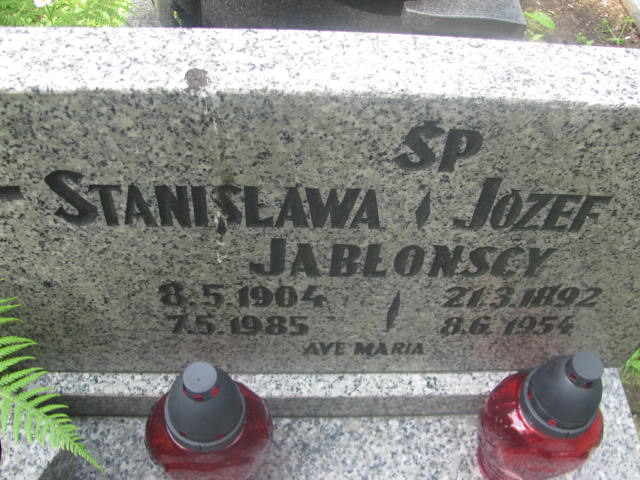 ŚP
STANISŁAWA JÓZEF
JABŁOŃSCY
8.5.1904 21.3.1892
7.5.1985 8.6.1954
AVE MARIA